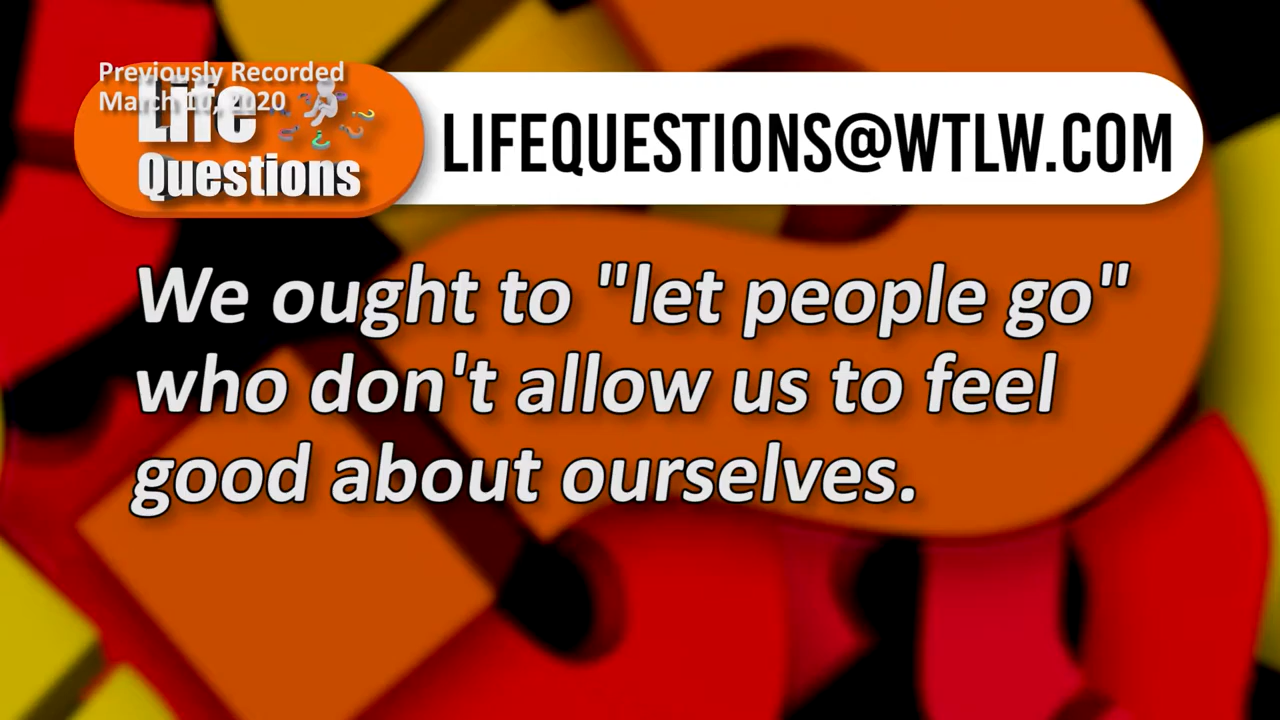 Previously Recorded
March 10, 2020
Life
Questions
LIFEQUESTIONS@WTLW.COM
We ought to "let people go"
who don't allow us to feel
good about ourselves.